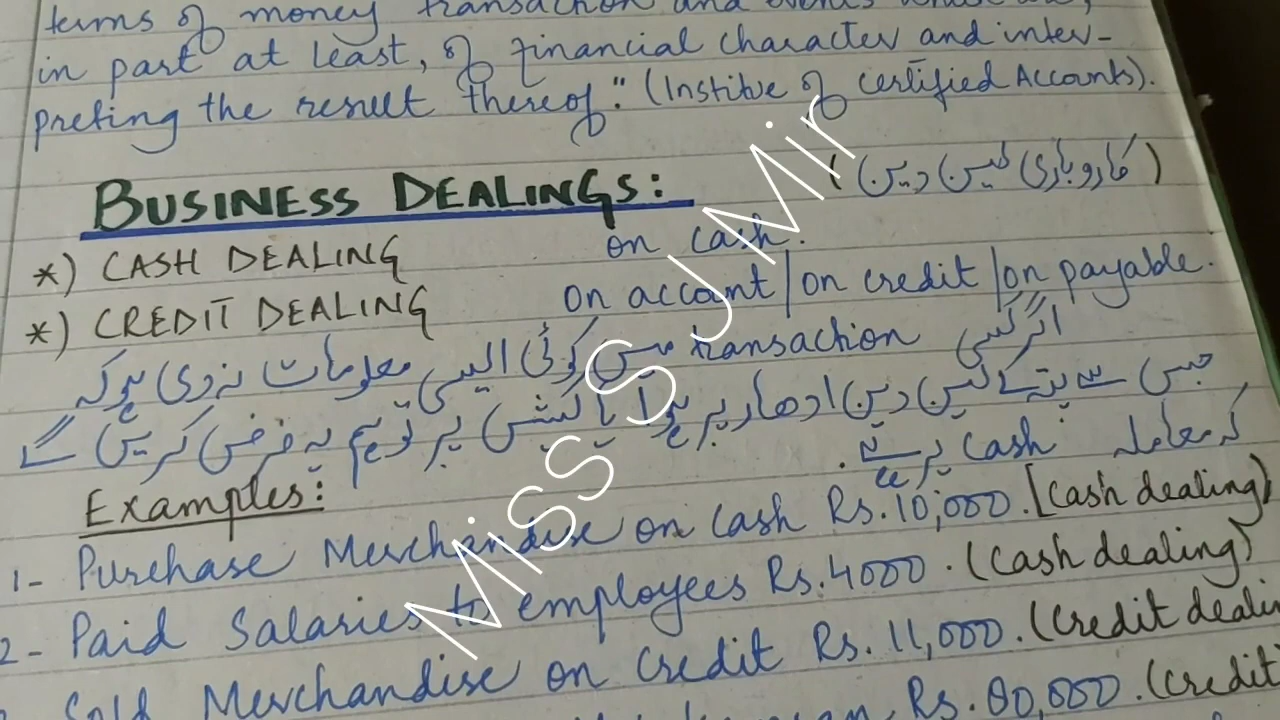 terms of money transaction and events
in part at least, of financial character and inter-
preting the result thereof." (Institue of certified Accounts).
BUSINESS DEALINGS: (کاروباری لین دین)
*) CASH DEALING on cash.
*) CREDIT DEALING on account/on credit/on payable.
اگر کسی transaction میں کوئی ایسی معلومات نہ دی ہو کہ
جس سے پتہ لین دین ادھار پر ہوا یا کیش پر تو ہم یہ فرض کریں گے
کہ معاملہ cash پر ہے.
Examples:
1- Purchase Merchandise on cash Rs.10,000. [Cash dealing)
2- Paid Salaries to employees Rs.4000. (Cash dealing)
Sold Merchandise on credit Rs. 11,000. (Credit deali
Rs. 80,000. (Credit
Miss S J Mir